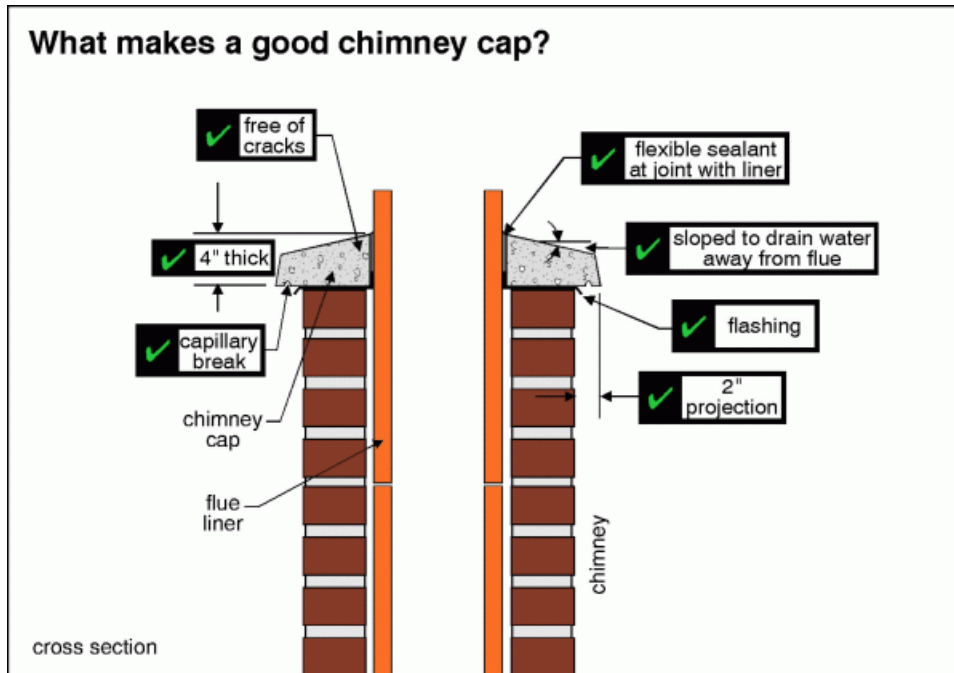 What makes a good chimney cap?
free of
cracks
flexible sealant
at joint with liner
4" thick
sloped to drain water
away from flue
capillary
break
flashing
2"
projection
chimney
cap
flue
liner
chimney
cross section